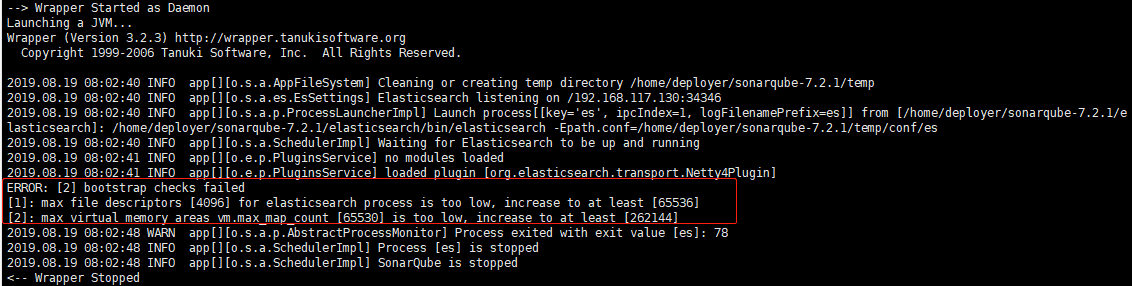 --> Wrapper Started as Daemon
Launching a JVM...
Wrapper (Version 3.2.3) http://wrapper.tanukisoftware.org
  Copyright 1999-2006 Tanuki Software, Inc.  All Rights Reserved.

2019.08.19 08:02:40 INFO  app[][o.s.a.AppFileSystem] Cleaning or creating temp directory /home/deployer/sonarqube-7.2.1/temp
2019.08.19 08:02:40 INFO  app[][o.s.a.es.EsSettings] Elasticsearch listening on /192.168.117.130:34346
2019.08.19 08:02:40 INFO  app[][o.s.a.p.ProcessLauncherImpl] Launch process[[key='es', ipcIndex=1, logFilenamePrefix=es]] from [/home/deployer/sonarqube-7.2.1/e
lasticsearch]: /home/deployer/sonarqube-7.2.1/elasticsearch/bin/elasticsearch -Epath.conf=/home/deployer/sonarqube-7.2.1/temp/conf/es
2019.08.19 08:02:40 INFO  app[][o.s.a.SchedulerImpl] Waiting for Elasticsearch to be up and running
2019.08.19 08:02:41 INFO  app[][o.e.p.PluginsService] no modules loaded
2019.08.19 08:02:41 INFO  app[][o.e.p.PluginsService] loaded plugin [org.elasticsearch.transport.Netty4Plugin]
ERROR: [2] bootstrap checks failed
[1]: max file descriptors [4096] for elasticsearch process is too low, increase to at least [65536]
[2]: max virtual memory areas vm.max_map_count [65530] is too low, increase to at least [262144]
2019.08.19 08:02:48 WARN  app[][o.s.a.p.AbstractProcessMonitor] Process exited with exit value [es]: 78
2019.08.19 08:02:48 INFO  app[][o.s.a.SchedulerImpl] Process [es] is stopped
2019.08.19 08:02:48 INFO  app[][o.s.a.SchedulerImpl] SonarQube is stopped
<-- Wrapper Stopped